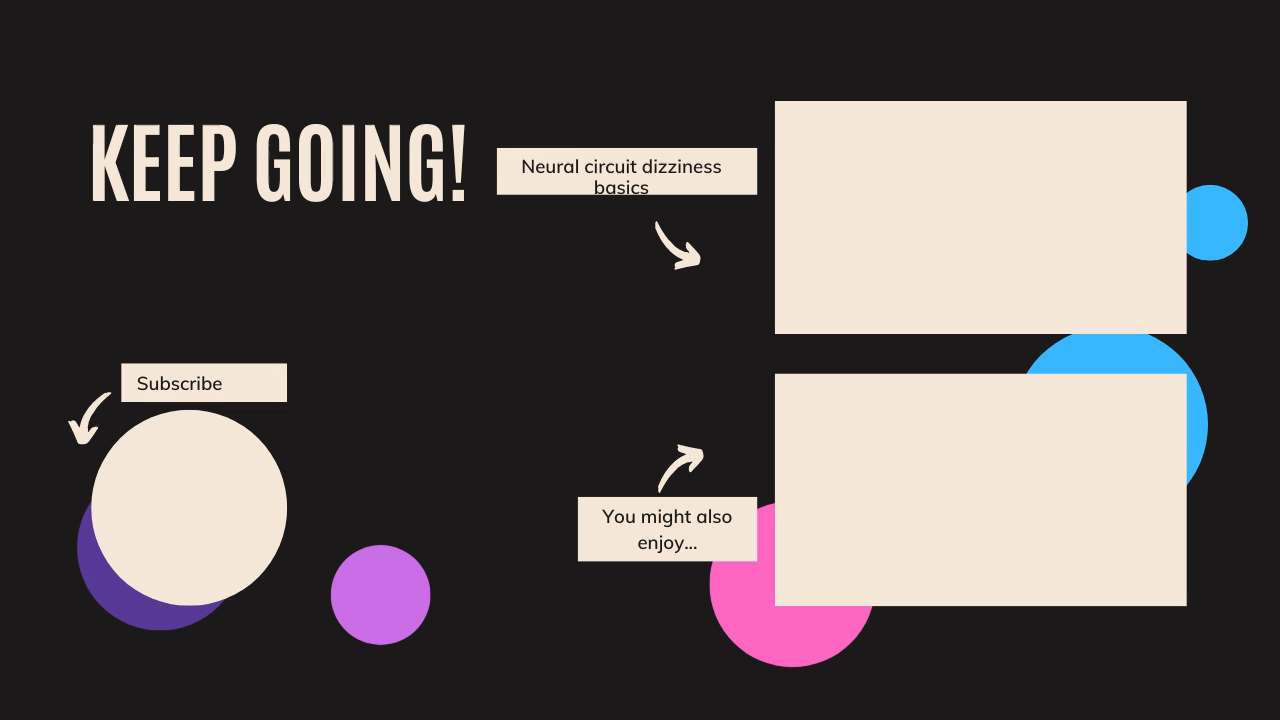 KEEP GOING!
Neural circuit dizziness
basics
Subscribe
You might also
enjoy...